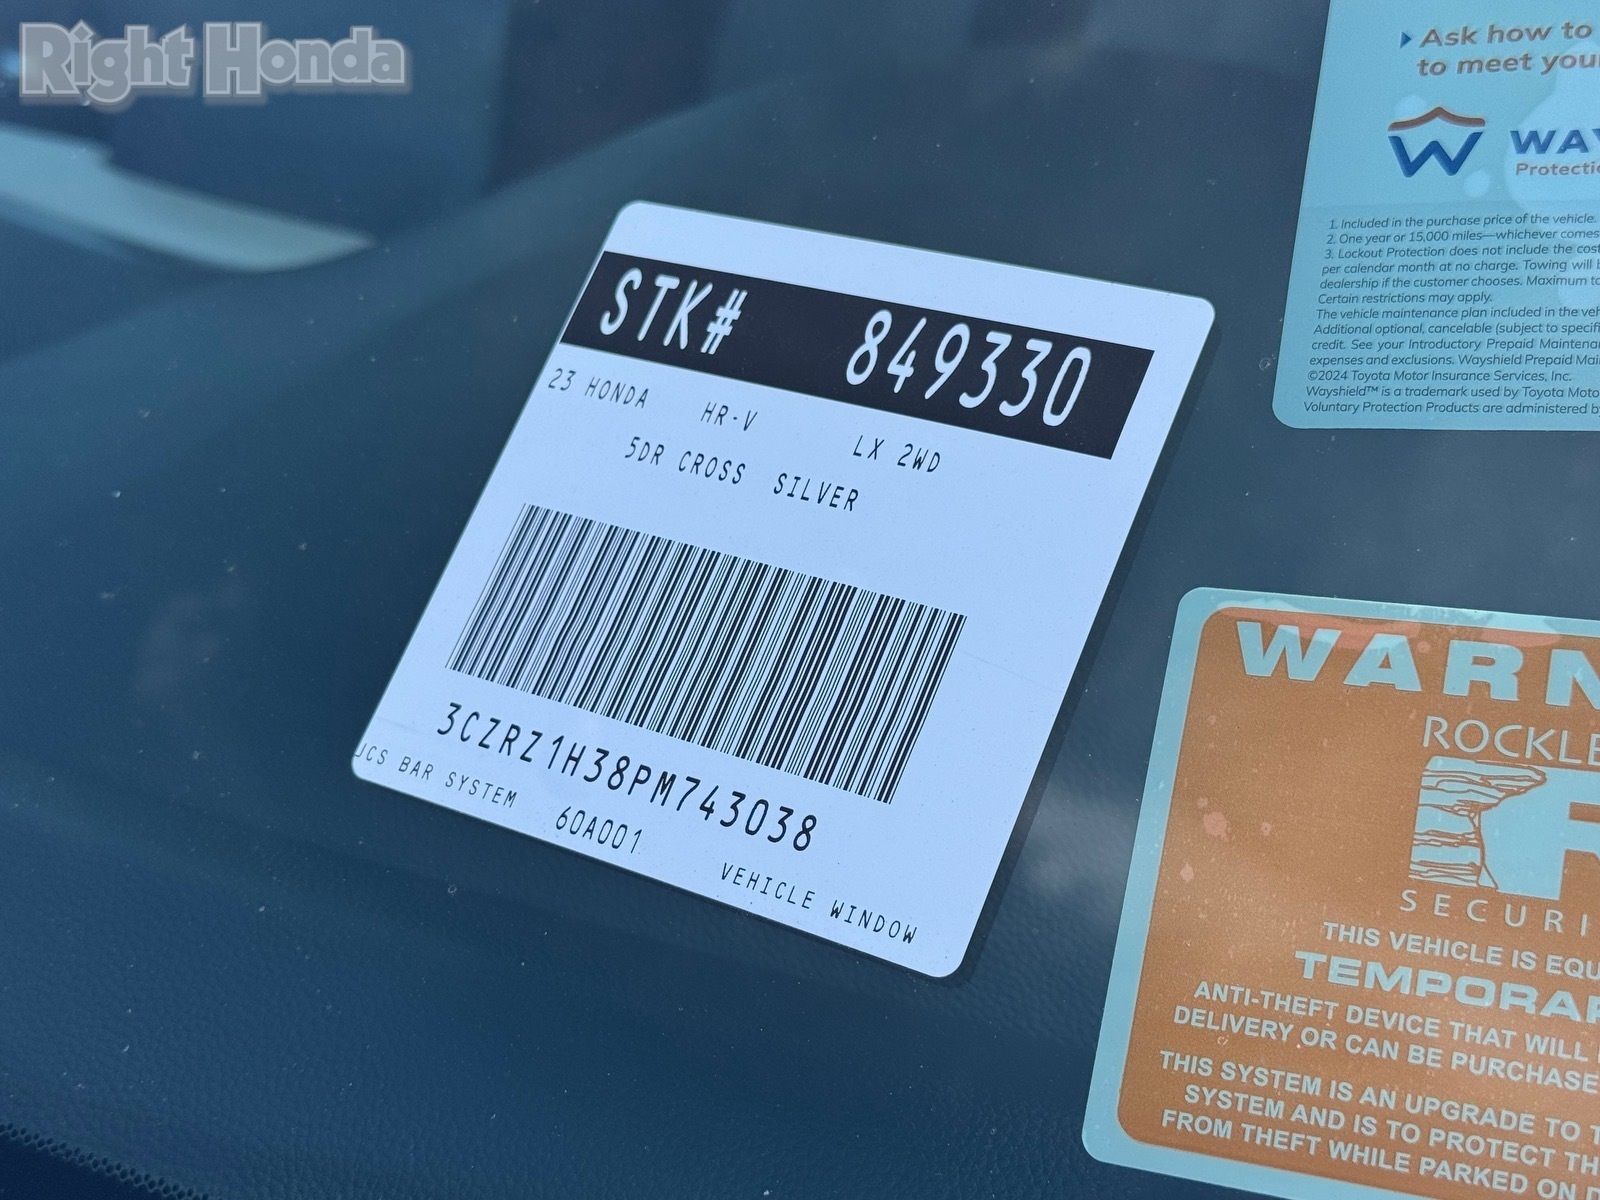 Right Honda
STK# 849330
23 HONDA HR-V LX 2WD
5DR CROSS SILVER
3CZRZ1H38PM743038
UCS BAR SYSTEM 60A001 VEHICLE WINDOW
Ask how to
to meet your
W
WAY
Protectio
1. Included in the purchase price of the vehicle.
2. One year or 15,000 miles—whichever comes
3. Lockout Protection does not include the cost
per calendar month at no charge. Towing will b
dealership if the customer chooses. Maximum to
Certain restrictions may apply.
The vehicle maintenance plan included in the veh
Additional optional, cancelable (subject to specifi
credit. See your Introductory Prepaid Maintena
expenses and exclusions. Wayshield Prepaid Mai
©2024 Toyota Motor Insurance Services, Inc.
Wayshield™ is a trademark used by Toyota Moto
Voluntary Protection Products are administered by
WARN
ROCKLE
SECURI
THIS VEHICLE IS EQU
TEMPORAR
ANTI-THEFT DEVICE THAT WILL
DELIVERY OR CAN BE PURCHASE
THIS SYSTEM IS AN UPGRADE TO T
SYSTEM AND IS TO PROTECT TH
FROM THEFT WHILE PARKED ON D